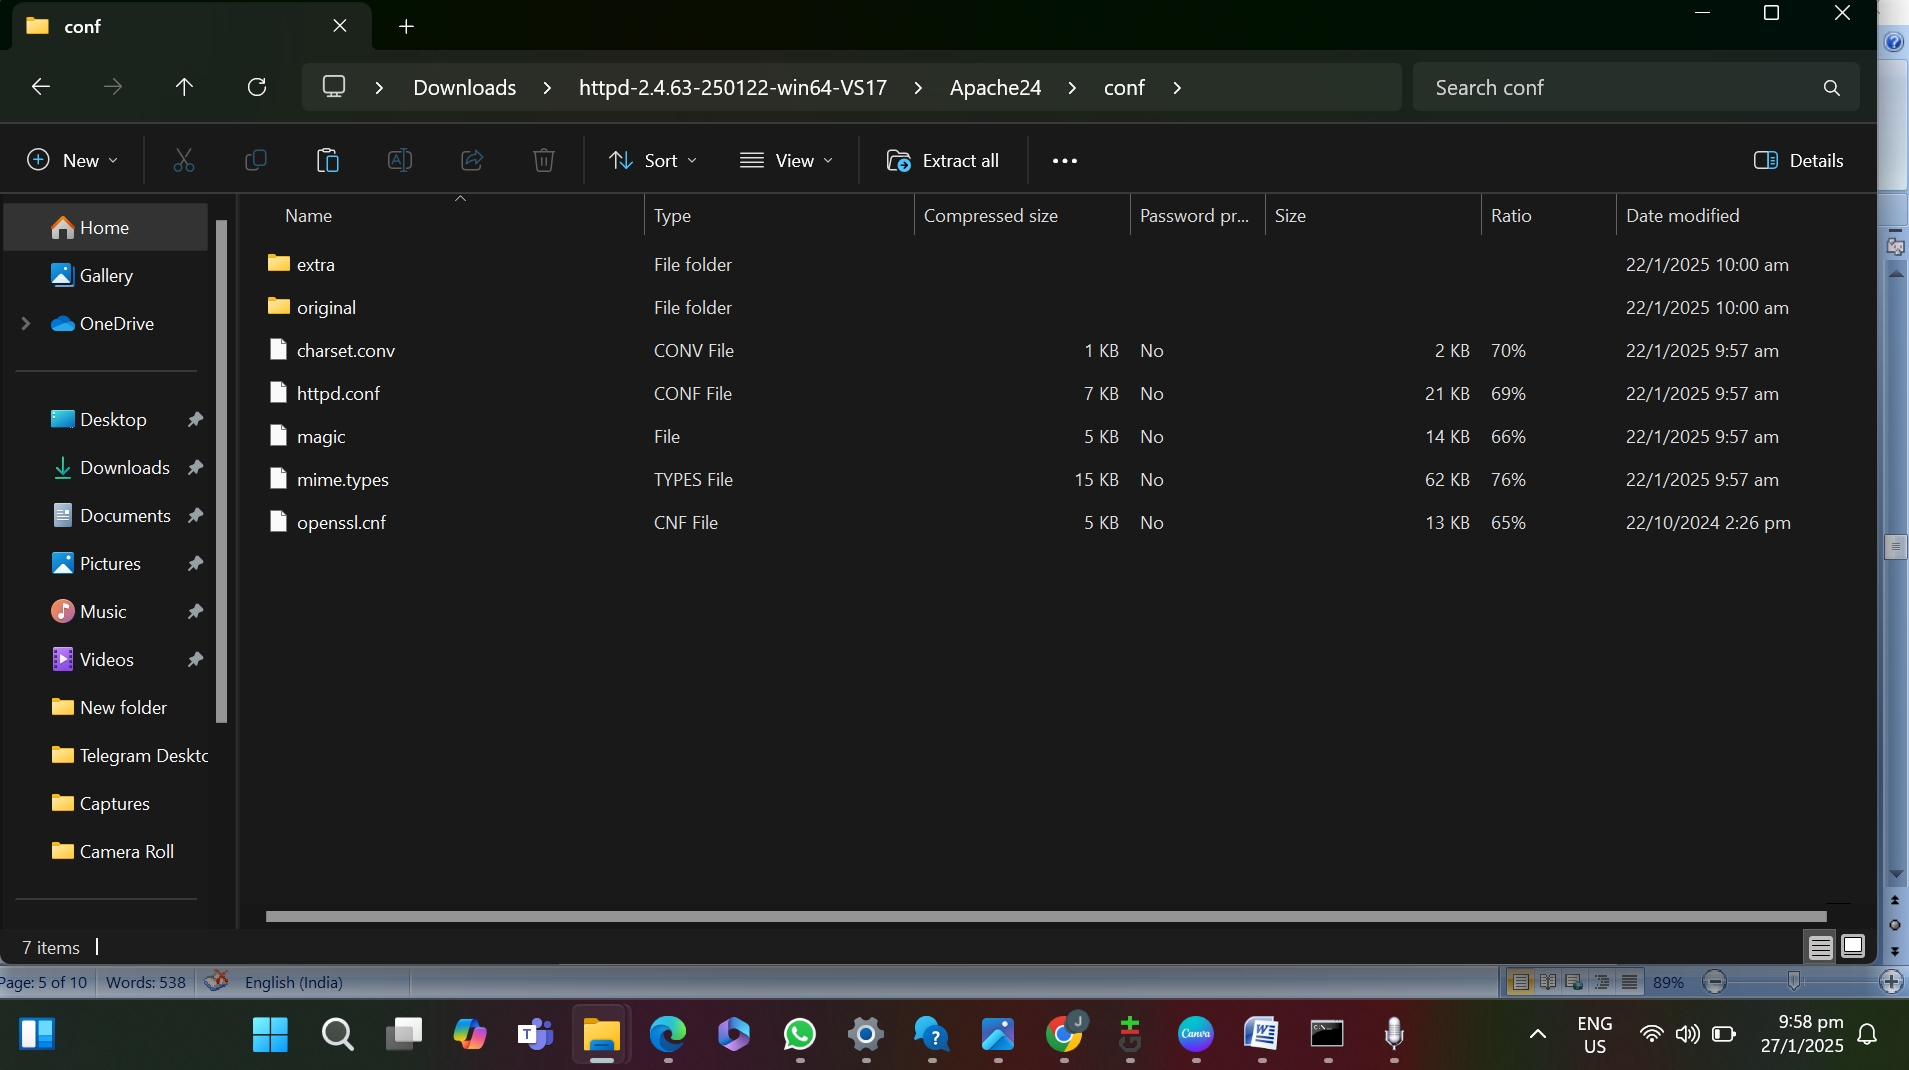 conf
Downloads > httpd-2.4.63-250122-win64-VS17 > Apache24 > conf >
Search conf
New
Sort
View
Extract all
Details
Name Type Compressed size Password pr... Size Ratio Date modified
extra File folder 22/1/2025 10:00 am
original File folder 22/1/2025 10:00 am
charset.conv CONV File 1 KB No 2 KB 70% 22/1/2025 9:57 am
httpd.conf CONF File 7 KB No 21 KB 69% 22/1/2025 9:57 am
magic File 5 KB No 14 KB 66% 22/1/2025 9:57 am
mime.types TYPES File 15 KB No 62 KB 76% 22/1/2025 9:57 am
openssl.cnf CNF File 5 KB No 13 KB 65% 22/10/2024 2:26 pm
Home
Gallery
OneDrive
Desktop
Downloads
Documents
Pictures
Music
Videos
New folder
Telegram Deskto
Captures
Camera Roll
7 items
Page: 5 of 10 Words: 538 English (India) 89%
Canva
ENG
US
9:58 pm
27/1/2025